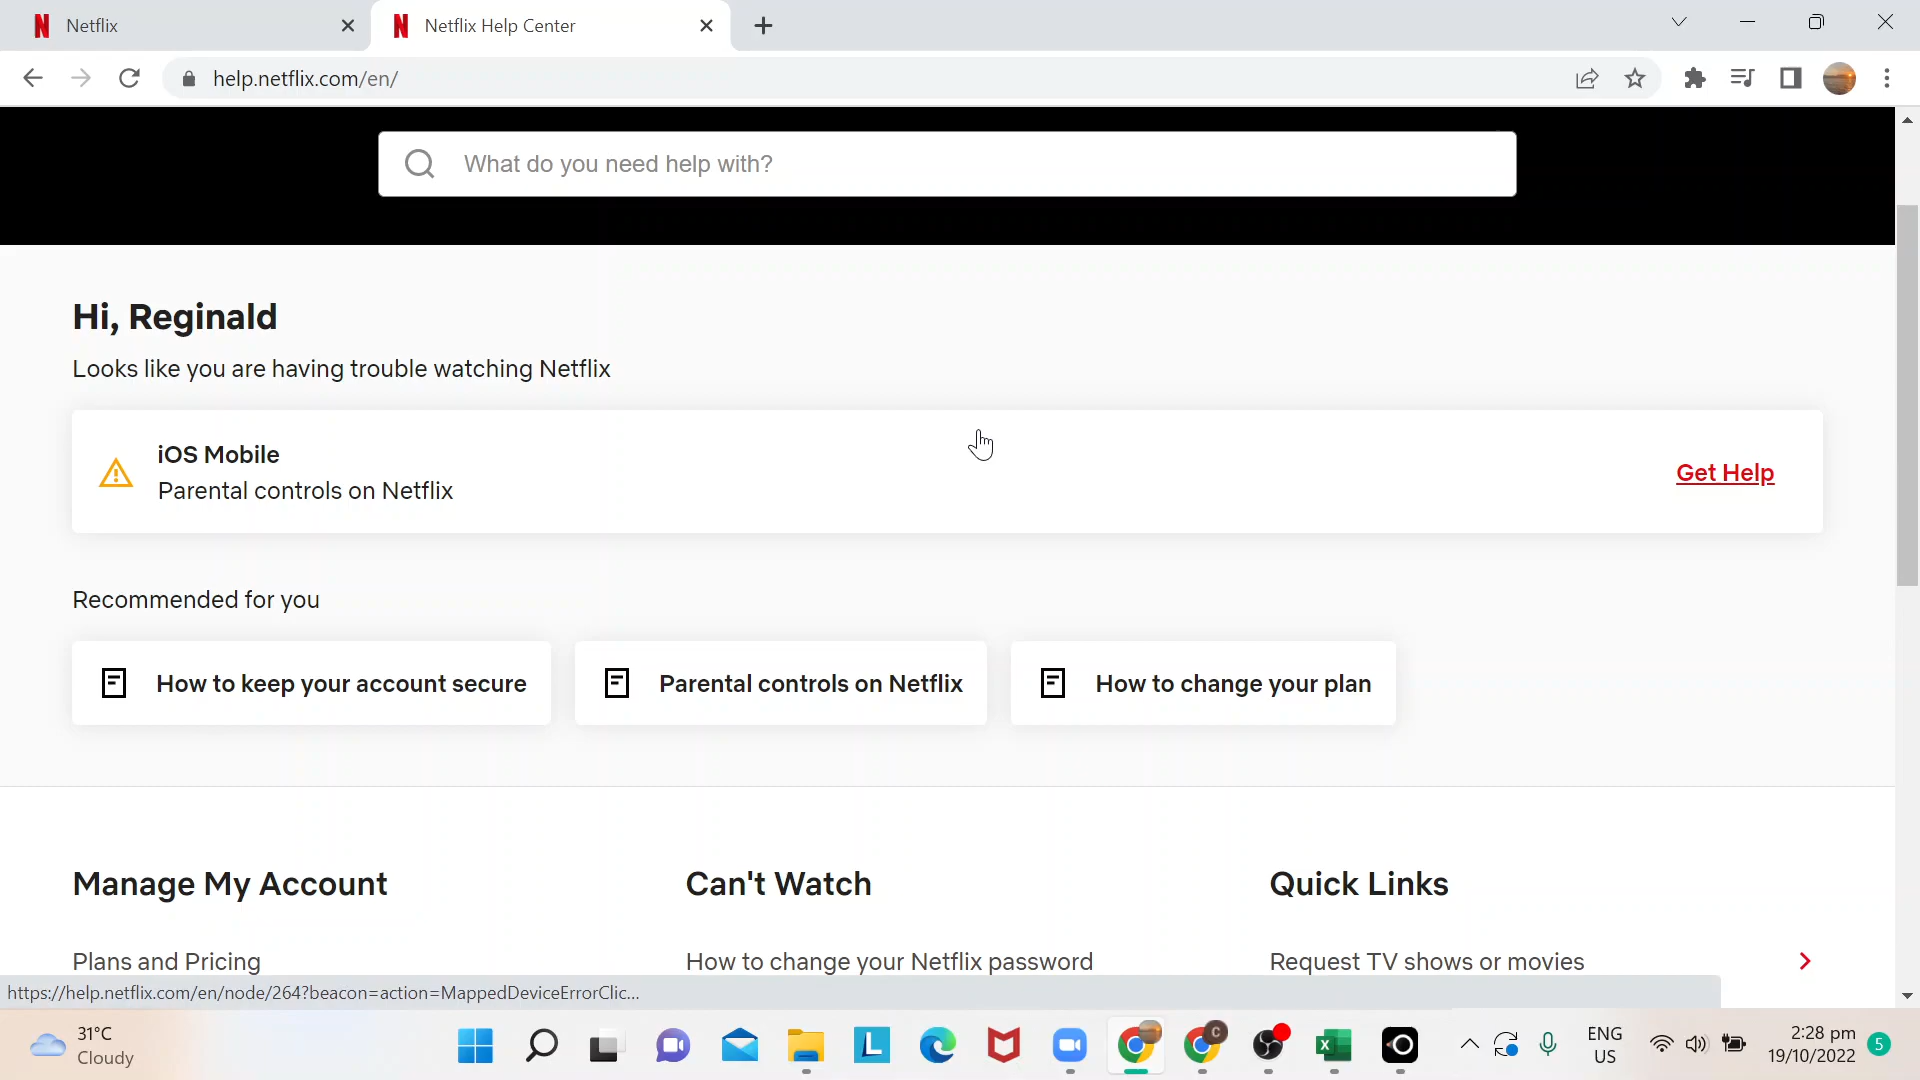 Netflix
Netflix Help Center
help.netflix.com/en/
What do you need help with?
Hi, Reginald
Looks like you are having trouble watching Netflix
iOS Mobile
Parental controls on Netflix
Get Help
Recommended for you
How to keep your account secure
Parental controls on Netflix
How to change your plan
Manage My Account
Can't Watch
Quick Links
Plans and Pricing
How to change your Netflix password
Request TV shows or movies
https://help.netflix.com/en/node/264?beacon=action=MappedDeviceErrorClic...
31°C
Cloudy
L
C
X
ENG
US
2:28 pm
19/10/2022
5